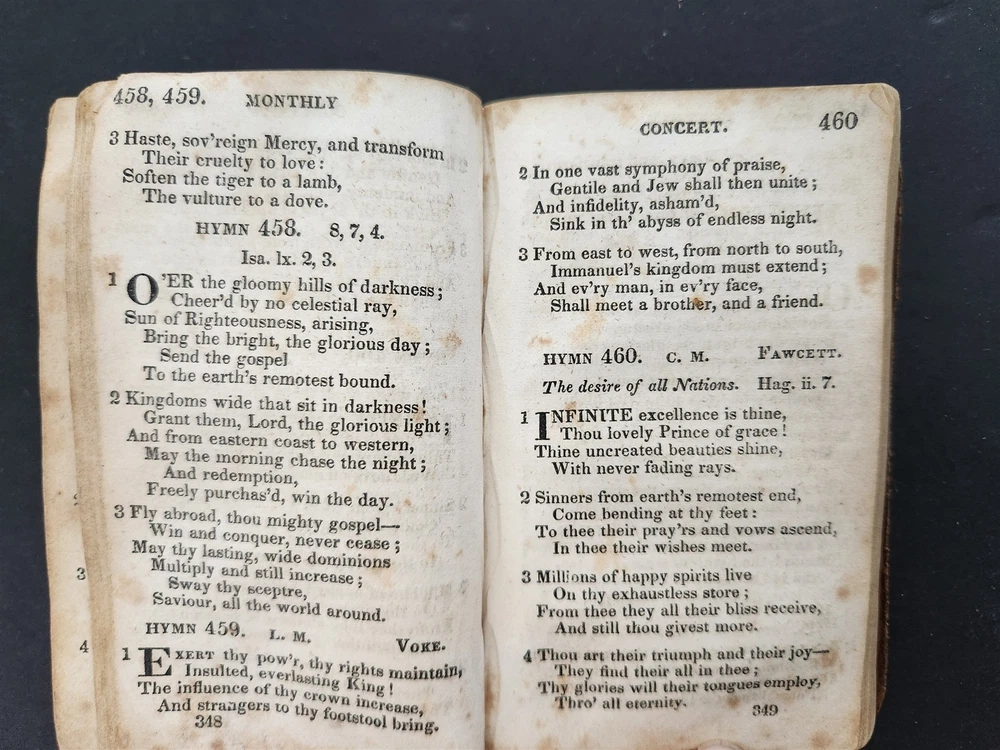 458, 459. MONTHLY
3 Haste, sov'reign Mercy, and transform
Their cruelty to love:
Soften the tiger to a lamb,
The vulture to a dove.
HYMN 458. 8, 7, 4.
Isa. lx. 2, 3.
1 O'ER the gloomy hills of darkness;
Cheer'd by no celestial ray,
Sun of Righteousness, arising,
Bring the bright, the glorious day;
Send the gospel
To the earth's remotest bound.
2 Kingdoms wide that sit in darkness!
Grant them, Lord, the glorious light;
And from eastern coast to western,
May the morning chase the night;
And redemption,
Freely purchas'd, win the day.
3 Fly abroad, thou mighty gospel—
Win and conquer, never cease;
May thy lasting, wide dominions
Multiply and still increase;
Sway thy sceptre,
Saviour, all the world around.
HYMN 459. L. M. VOKE.
1 EXERT thy pow'r, thy rights maintain,
Insulted, everlasting King!
The influence of thy crown increase,
And strangers to thy footstool bring.
348
3
4
CONCERT. 460
2 In one vast symphony of praise,
Gentile and Jew shall then unite;
And infidelity, asham'd,
Sink in th' abyss of endless night.
3 From east to west, from north to south,
Immanuel's kingdom must extend;
And ev'ry man, in ev'ry face,
Shall meet a brother, and a friend.
HYMN 460. C. M. FAWCETT.
The desire of all Nations. Hag. ii. 7.
1 INFINITE excellence is thine,
Thou lovely Prince of grace!
Thine uncreated beauties shine,
With never fading rays.
2 Sinners from earth's remotest end,
Come bending at thy feet:
To thee their pray'rs and vows ascend,
In thee their wishes meet.
3 Millions of happy spirits live
On thy exhaustless store;
From thee they all their bliss receive,
And still thou givest more.
4 Thou art their triumph and their joy—
They find their all in thee;
Thy glories will their tongues employ,
Thro' all eternity.
349